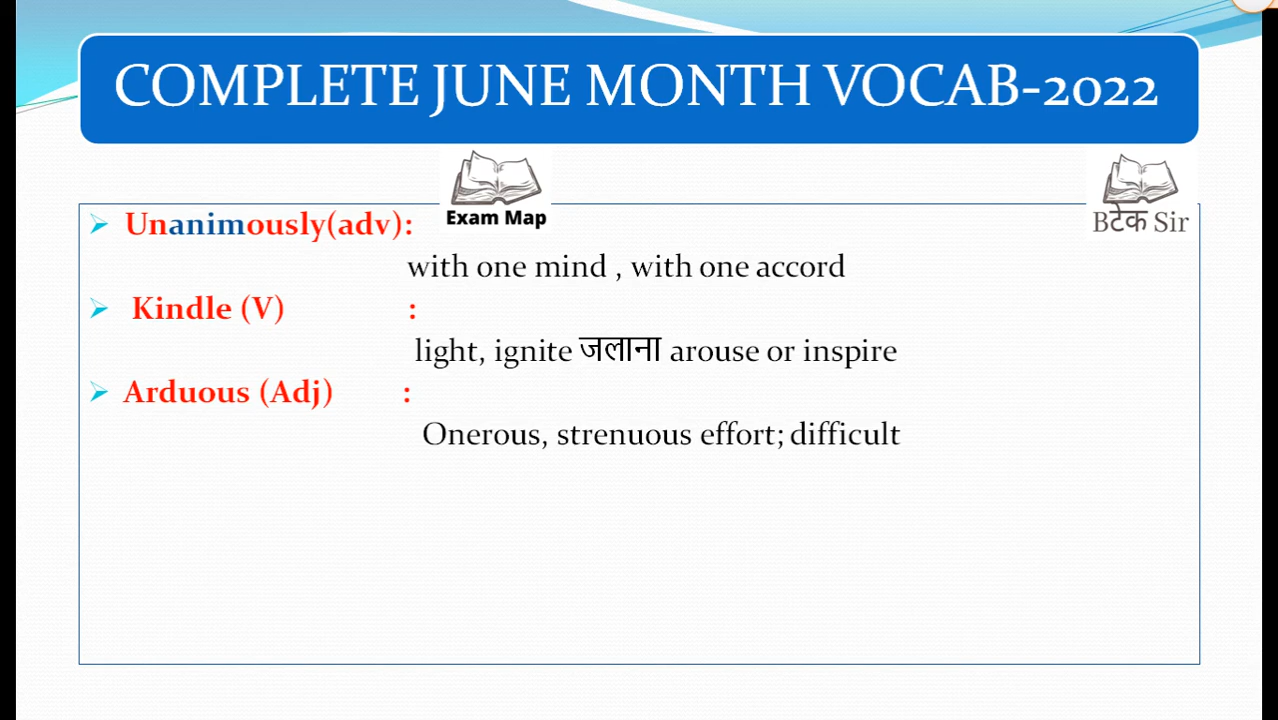 COMPLETE JUNE MONTH VOCAB-2022
Exam Map
Bटेक Sir
Unanimously(adv):
with one mind , with one accord
Kindle (V) :
light, ignite जलाना arouse or inspire
Arduous (Adj) :
Onerous, strenuous effort; difficult